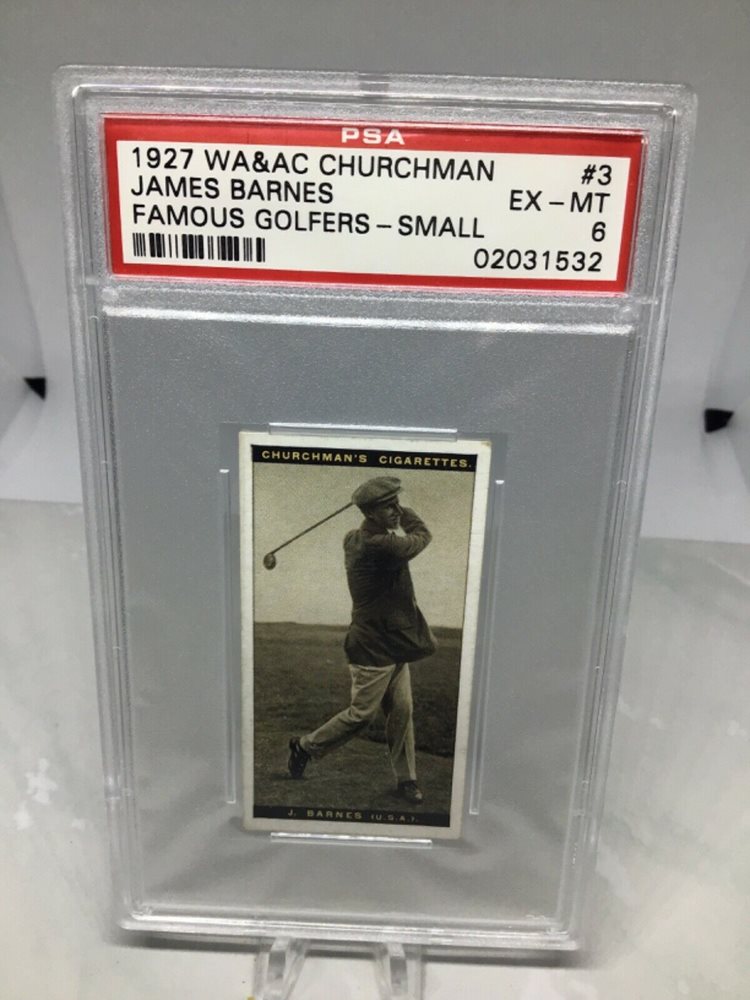 PSA
1927 WA&AC CHURCHMAN #3
JAMES BARNES EX - MT
FAMOUS GOLFERS - SMALL 6
02031532
CHURCHMAN'S CIGARETTES.
J. BARNES (U.S.A.).